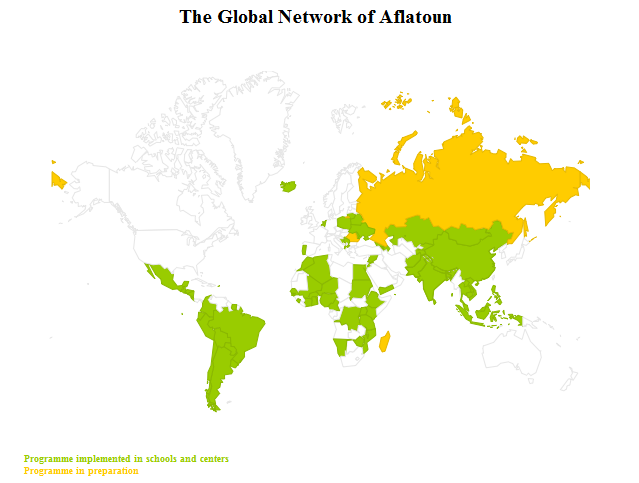 The Global Network of Aflatoun
Programme implemented in schools and centers
Programme in preparation